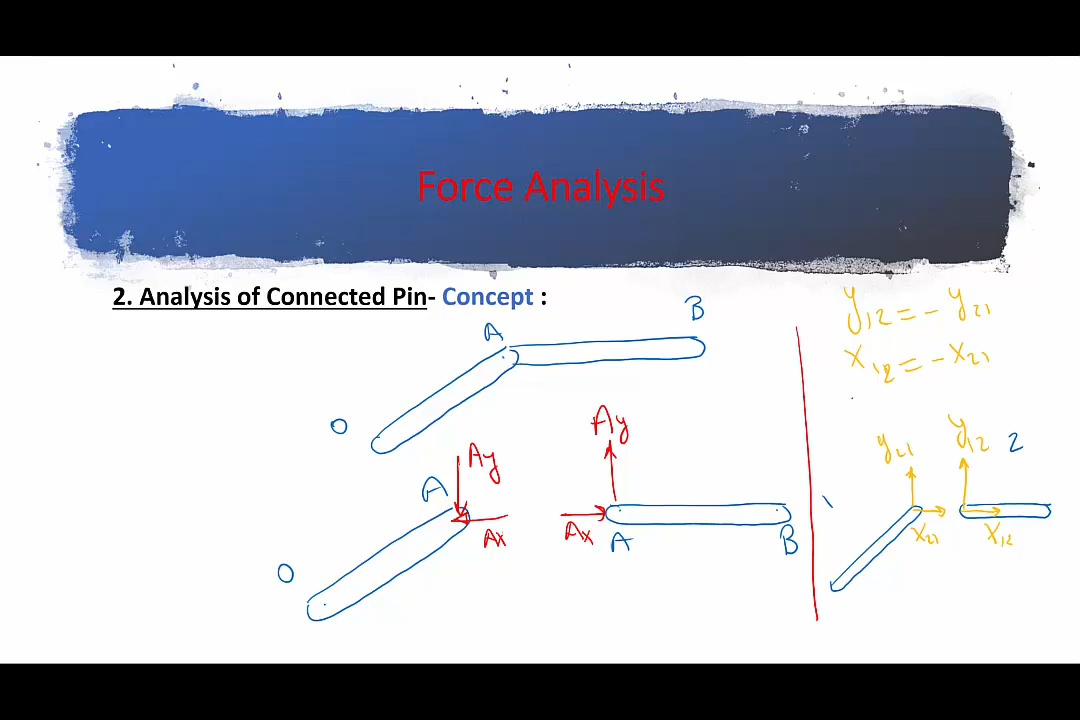 Force Analysis
2. Analysis of Connected Pin- Concept :
A
B
O
y12 = - y21
x12 = - x21
A
Ay
Ax
O
Ay
Ax
A
B
y21
y12
2
x21
x12